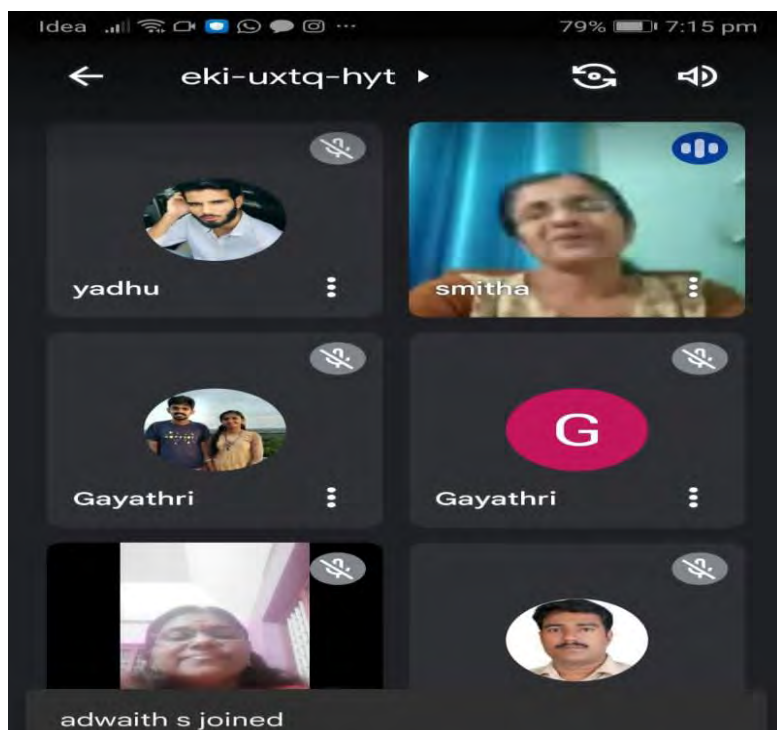 Idea 79% 7:15 pm
eki-uxtq-hyt
yadhu
smitha
Gayathri
G
Gayathri
adwaith s joined